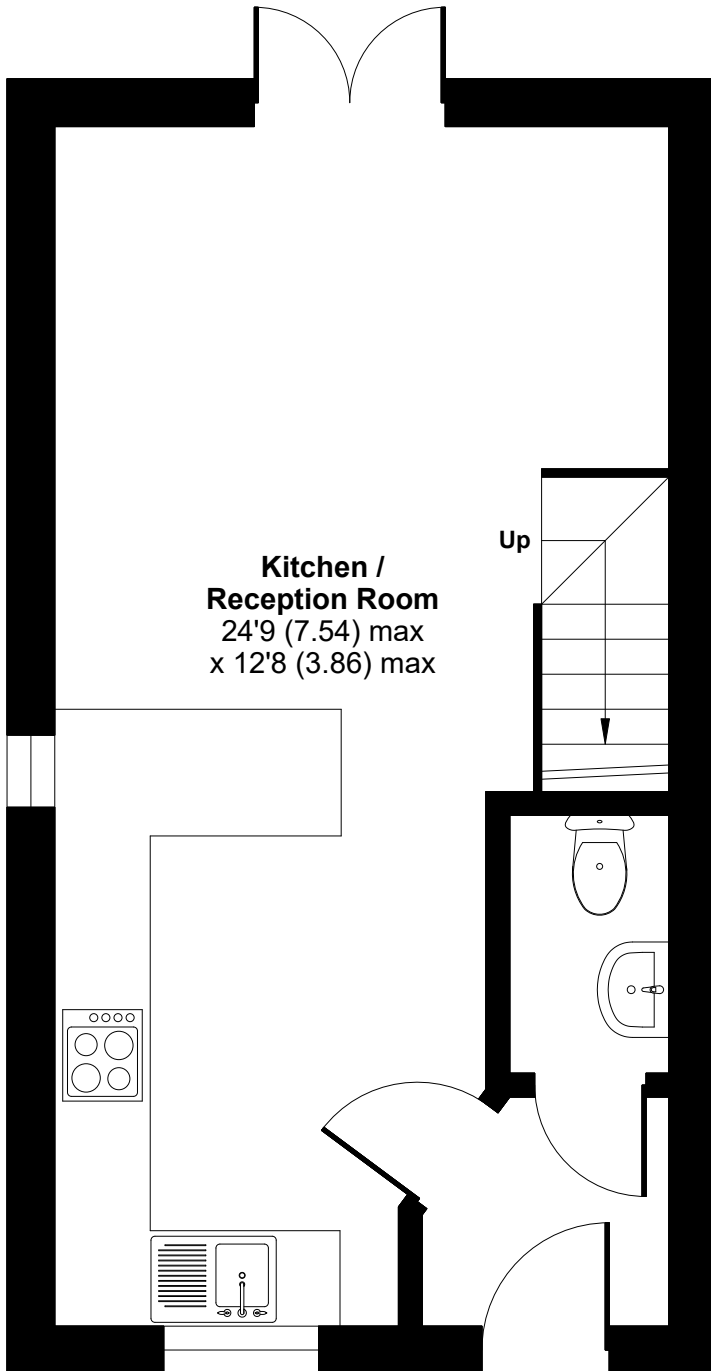 Up
Kitchen /
Reception Room
24'9 (7.54) max
x 12'8 (3.86) max